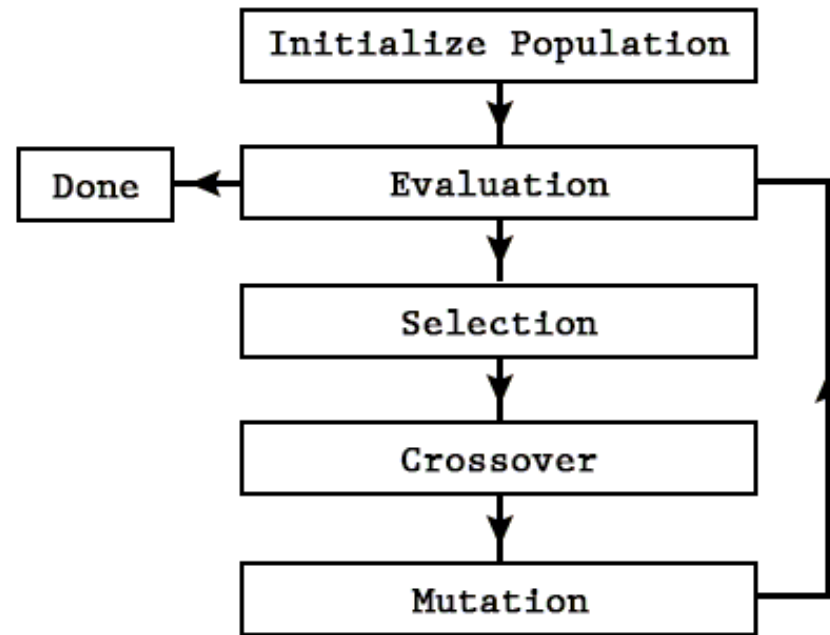 Initialize Population
Done
Evaluation
Selection
Crossover
Mutation